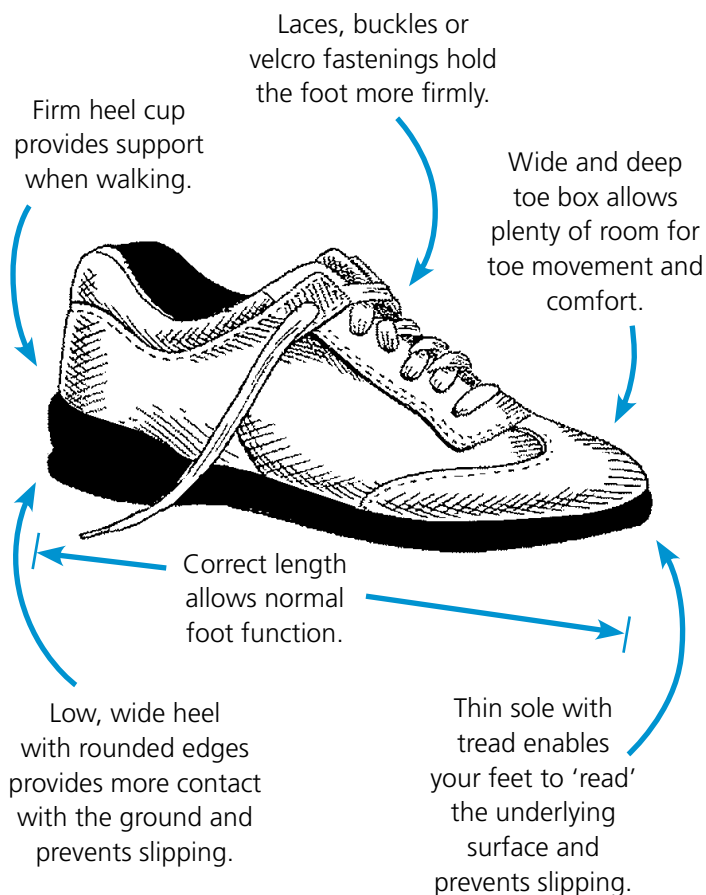 Laces, buckles or
velcro fastenings hold
the foot more firmly.
Firm heel cup
provides support
when walking.
Wide and deep
toe box allows
plenty of room for
toe movement and
comfort.
Correct length
allows normal
foot function.
Low, wide heel
with rounded edges
provides more contact
with the ground and
prevents slipping.
Thin sole with
tread enables
your feet to ‘read’
the underlying
surface and
prevents slipping.